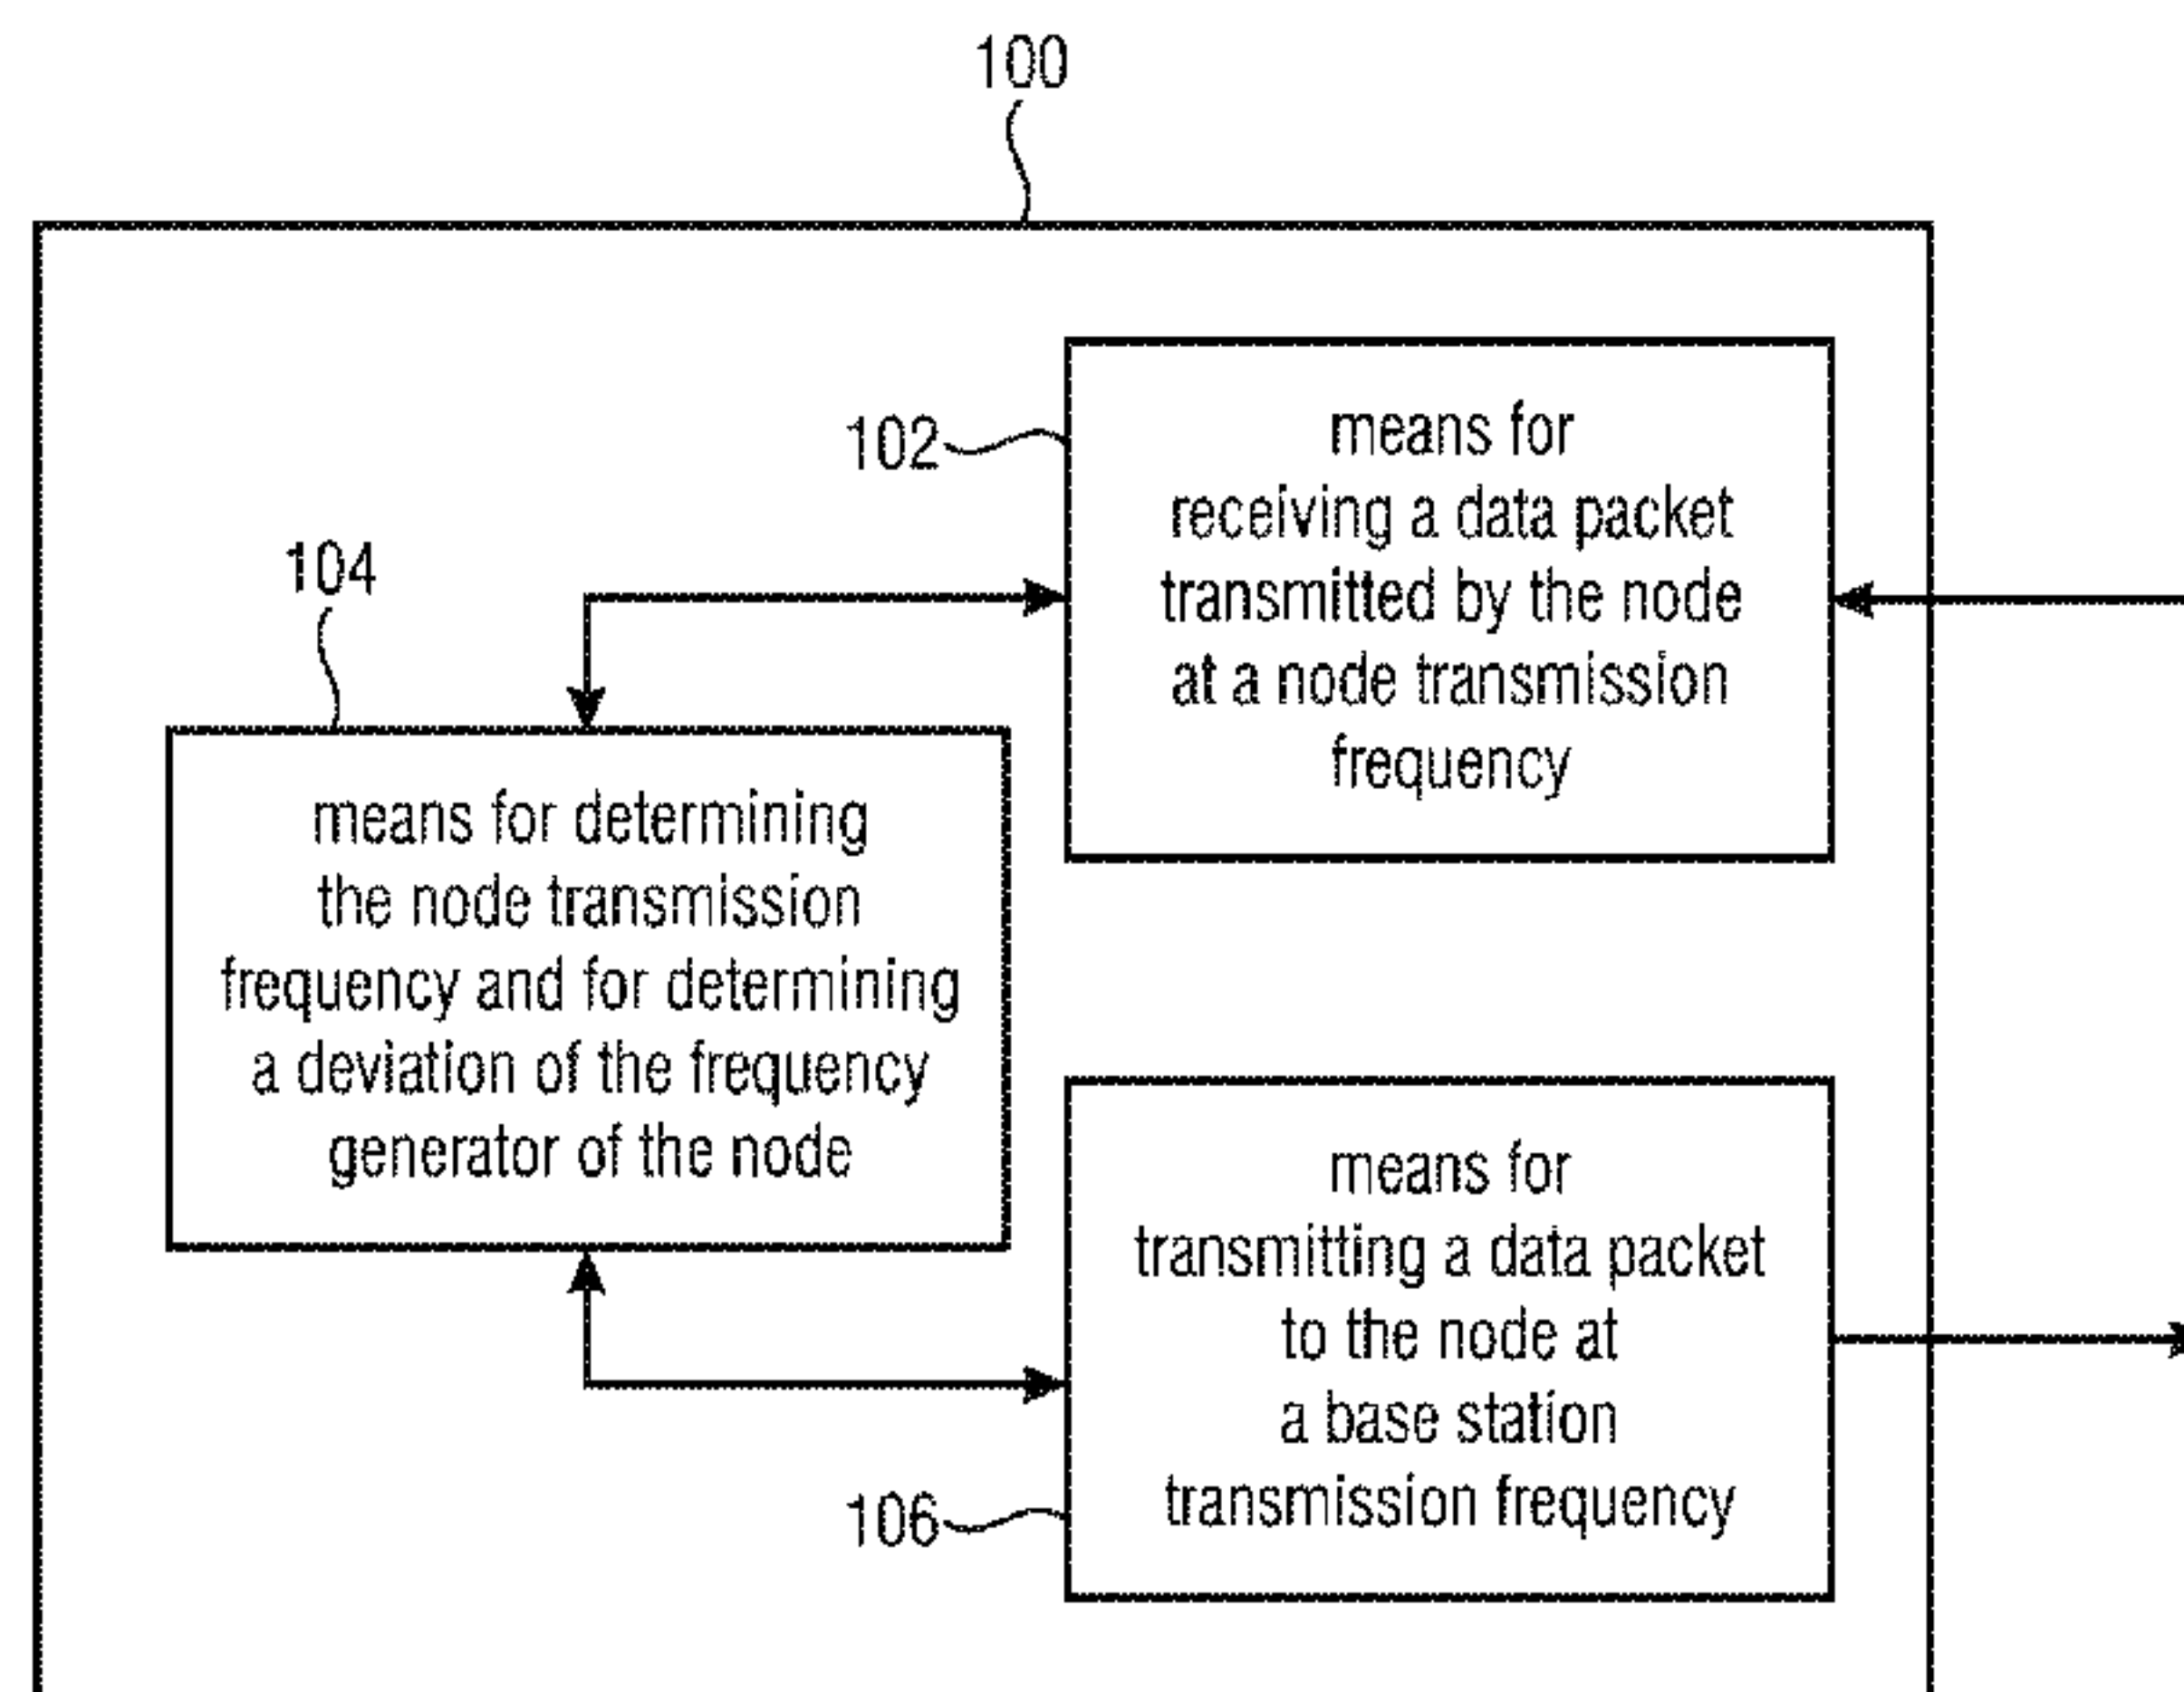 100
102
means for
receiving a data packet
transmitted by the node
at a node transmission
frequency
104
means for determining
the node transmission
frequency and for determining
a deviation of the frequency
generator of the node
means for
transmitting a data packet
to the node at
a base station
transmission frequency
106